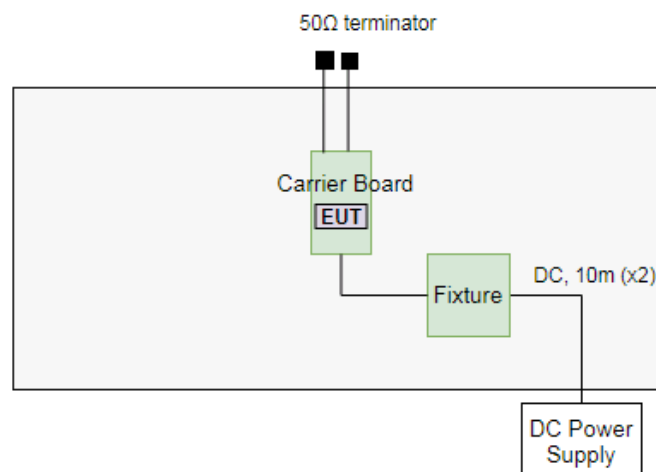 50Ω terminator
Carrier Board
EUT
Fixture
DC, 10m (x2)
DC Power
Supply